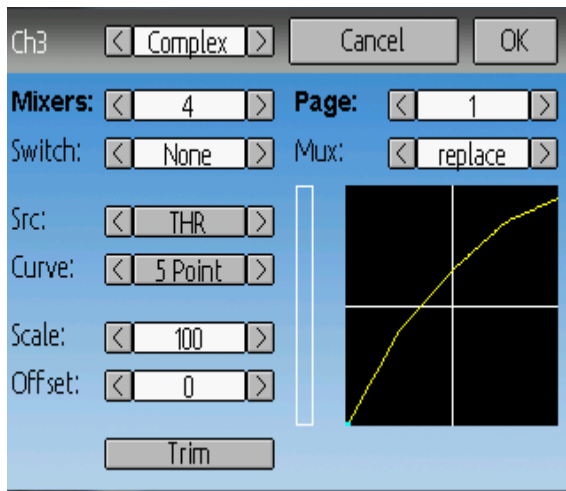 Ch3 < Complex > Cancel OK
Mixers: < 4 > Page: < 1 >
Switch: < None > Mux: < replace >
Src: < THR >
Curve: < 5 Point >
Scale: < 100 >
Offset: < 0 >
Trim